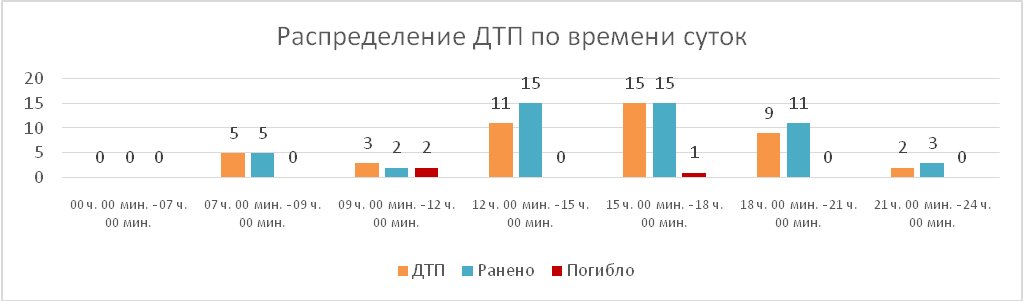 Распределение ДТП по времени суток
20
15
10
5
0
0 0 0
5 5 0
3 2 2
11 15 0
15 15 1
9 11 0
2 3 0
00 ч. 00 мин. -07 ч.
00 мин.
07 ч. 00 мин. -09 ч.
00 мин.
09 ч. 00 мин. -12 ч.
00 мин.
12 ч. 00 мин. -15 ч.
00 мин.
15 ч. 00 мин. -18 ч.
00 мин.
18 ч. 00 мин. -21 ч.
00 мин.
21 ч. 00 мин. -24 ч.
00 мин.
ДТП Ранено Погибло